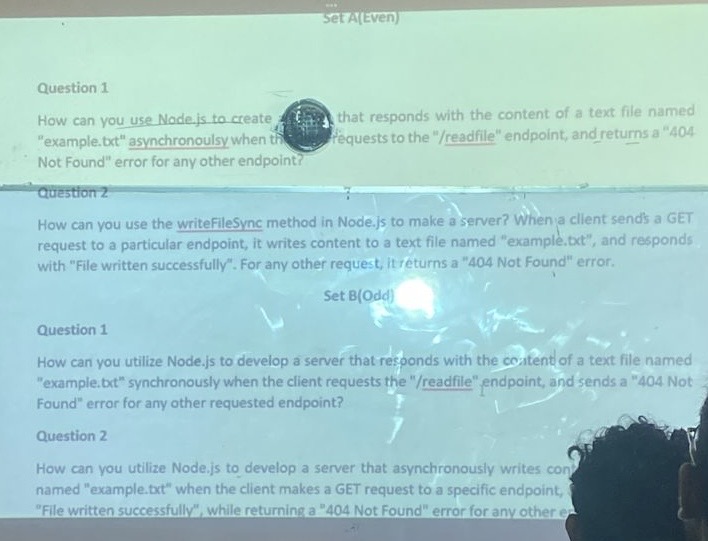 Set A(Even)
Question 1
How can you use Node.js to create that responds with the content of a text file named
"example.txt" asynchronoulsy when requests to the "/readfile" endpoint, and returns a "404
Not Found" error for any other endpoint?
Question 2
How can you use the writeFileSync method in Node.js to make a server? When a client sends a GET
request to a particular endpoint, it writes content to a text file named "example.txt", and responds
with "File written successfully". For any other request, it returns a "404 Not Found" error.
Set B(Odd)
Question 1
How can you utilize Node.js to develop a server that responds with the content of a text file named
"example.txt" synchronously when the client requests the "/readfile" endpoint, and sends a "404 Not
Found" error for any other requested endpoint?
Question 2
How can you utilize Node.js to develop a server that asynchronously writes
named "example.txt" when the client makes a GET request to a specific endpoint,
"File written successfully", while returning a "404 Not Found" error for any other